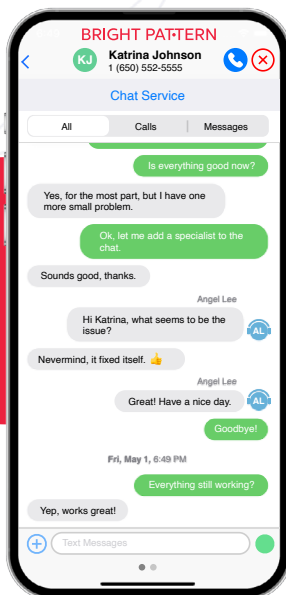 BRIGHT PATTERN
KJ
Katrina Johnson
1 (650) 552-5555
Chat Service
All
Calls
Messages
Is everything good now?
Yes, for the most part, but I have one
more small problem.
Ok, let me add a specialist to the
chat.
Sounds good, thanks.
Angel Lee
Hi Katrina, what seems to be the
issue?
AL
Nevermind, it fixed itself. 👍
Angel Lee
Great! Have a nice day.
AL
Goodbye!
Fri, May 1, 6:49 PM
Everything still working?
Yep, works great!
Text Messages